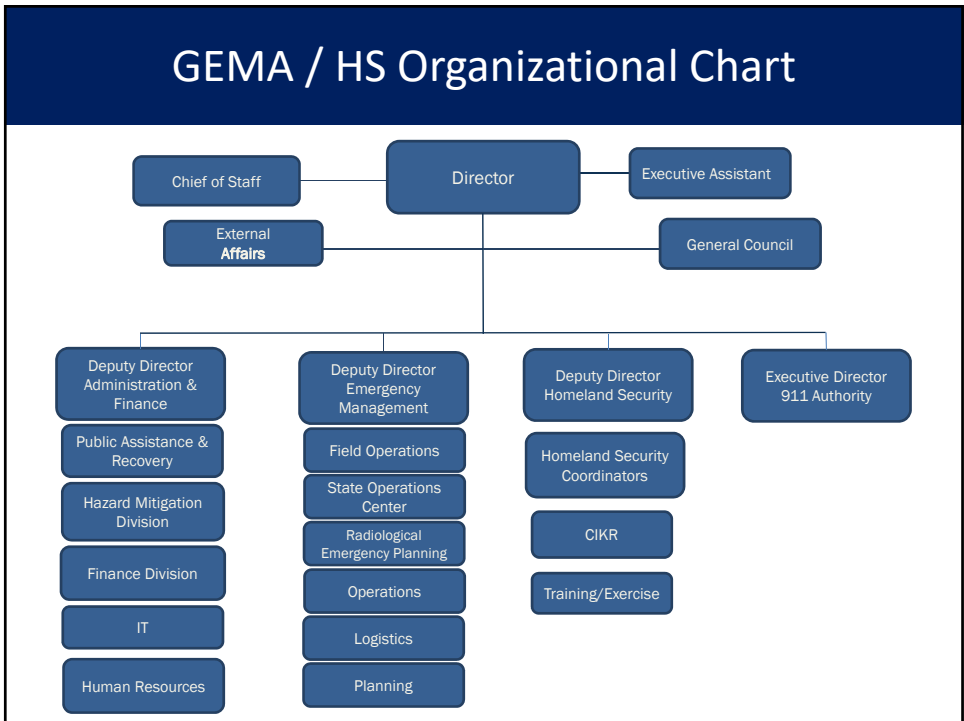 GEMA / HS Organizational Chart
Chief of Staff
Director
Executive Assistant
External
Affairs
General Council
Deputy Director
Administration &
Finance
Public Assistance &
Recovery
Hazard Mitigation
Division
Finance Division
IT
Human Resources
Deputy Director
Emergency
Management
Field Operations
State Operations
Center
Radiological
Emergency Planning
Operations
Logistics
Planning
Deputy Director
Homeland Security
Homeland Security
Coordinators
CIKR
Training/Exercise
Executive Director
911 Authority